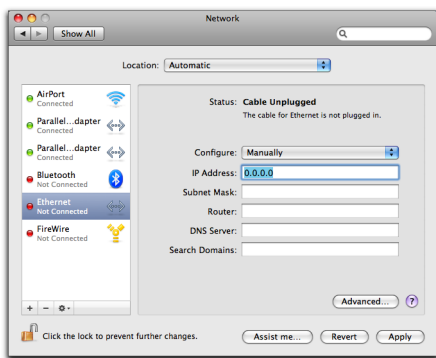 Network
Show All
Location: Automatic
AirPort
Connected
Parallel...dapter
Connected
Parallel...dapter
Connected
Bluetooth
Not Connected
Ethernet
Not Connected
FireWire
Not Connected
Status: Cable Unplugged
The cable for Ethernet is not plugged in.
Configure: Manually
IP Address: 0.0.0.0
Subnet Mask:
Router:
DNS Server:
Search Domains:
Advanced... ?
+ −
Click the lock to prevent further changes.
Assist me... Revert Apply